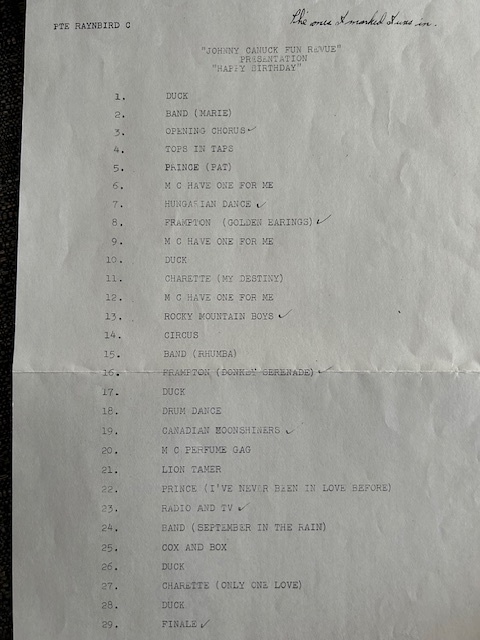 PTE RAYNBIRD C
The ones I marked I was in.
"JOHNNY CANUCK FUN REVUE"
PRESENTATION
"HAPPY BIRTHDAY"
1. DUCK
2. BAND (MARIE)
3. OPENING CHORUS ✓
4. TOPS IN TAPS
5. PRINCE (PAT)
6. M C HAVE ONE FOR ME
7. HUNGARIAN DANCE ✓
8. FRAMPTON (GOLDEN EARINGS) ✓
9. M C HAVE ONE FOR ME
10. DUCK
11. CHARETTE (MY DESTINY)
12. M C HAVE ONE FOR ME
13. ROCKY MOUNTAIN BOYS ✓
14. CIRCUS
15. BAND (RHUMBA)
16. FRAMPTON (DONKEY SERENADE) ✓
17. DUCK
18. DRUM DANCE
19. CANADIAN MOONSHINERS ✓
20. M C PERFUME GAG
21. LION TAMER
22. PRINCE (I'VE NEVER BEEN IN LOVE BEFORE)
23. RADIO AND TV ✓
24. BAND (SEPTEMBER IN THE RAIN)
25. COX AND BOX
26. DUCK
27. CHARETTE (ONLY ONE LOVE)
28. DUCK
29. FINALE ✓